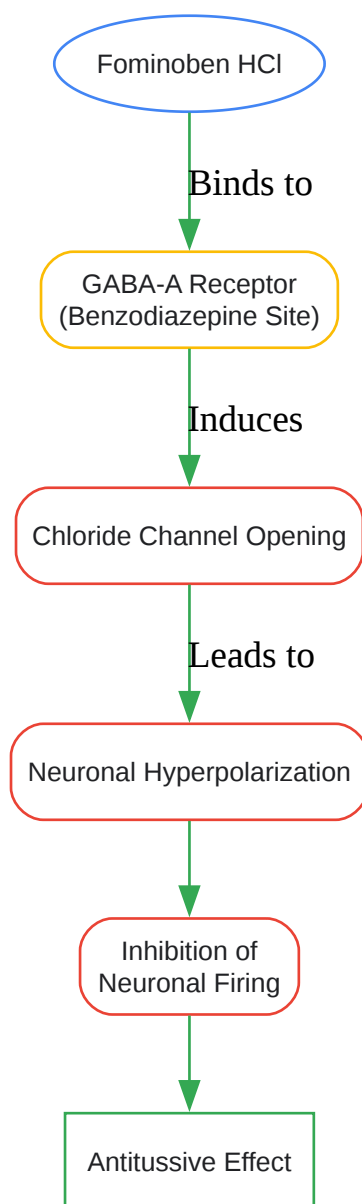 Fominoben HCl
Binds to
GABA-A Receptor
(Benzodiazepine Site)
Induces
Chloride Channel Opening
Leads to
Neuronal Hyperpolarization
Inhibition of
Neuronal Firing
Antitussive Effect